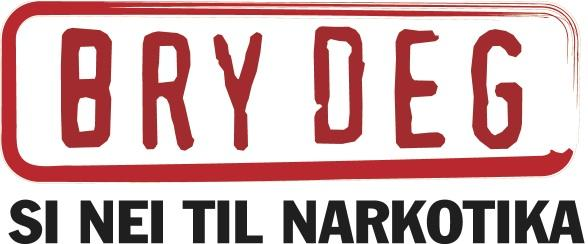 BRY DEG
SI NEI TIL NARKOTIKA